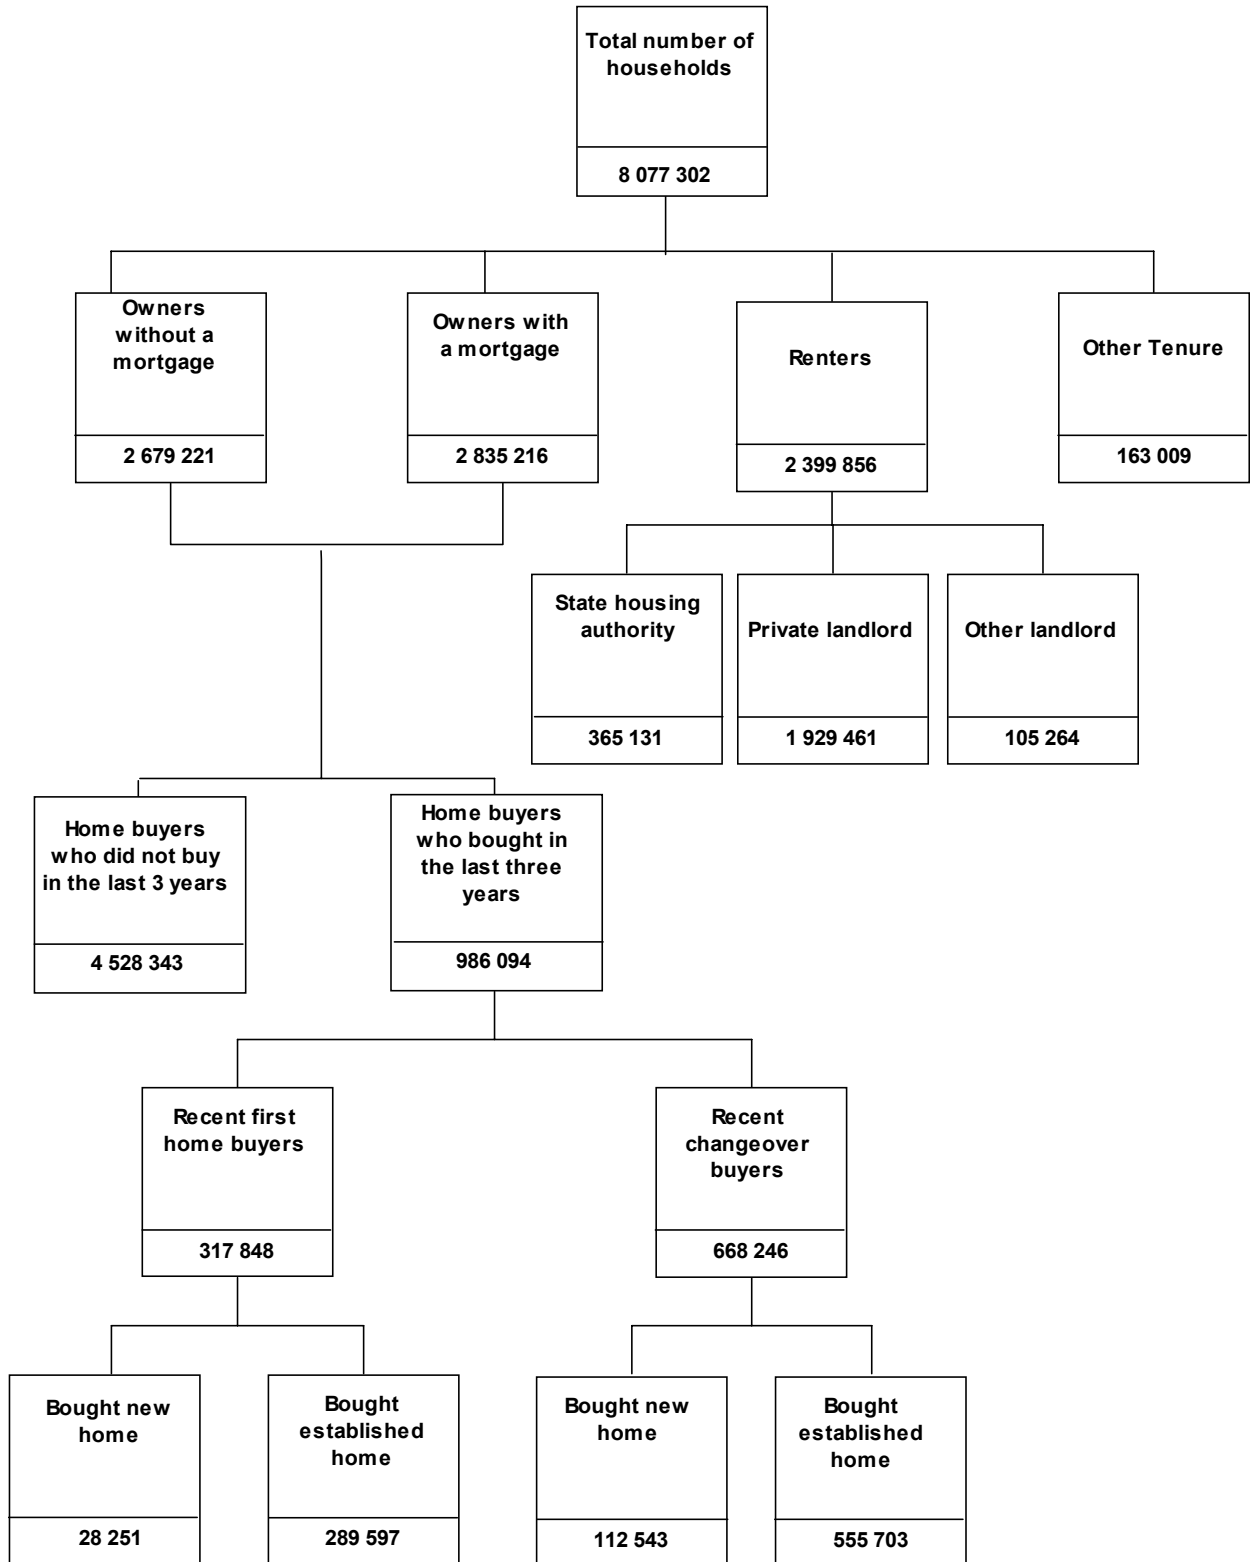 Total number of
households
8 077 302
Owners
without a
mortgage
2 679 221
Owners with
a mortgage
2 835 216
Renters
2 399 856
Other Tenure
163 009
State housing
authority
365 131
Private landlord
1 929 461
Other landlord
105 264
Home buyers
who did not buy
in the last 3 years
4 528 343
Home buyers
who bought in
the last three
years
986 094
Recent first
home buyers
317 848
Recent
changeover
buyers
668 246
Bought new
home
28 251
Bought
established
home
289 597
Bought new
home
112 543
Bought
established
home
555 703